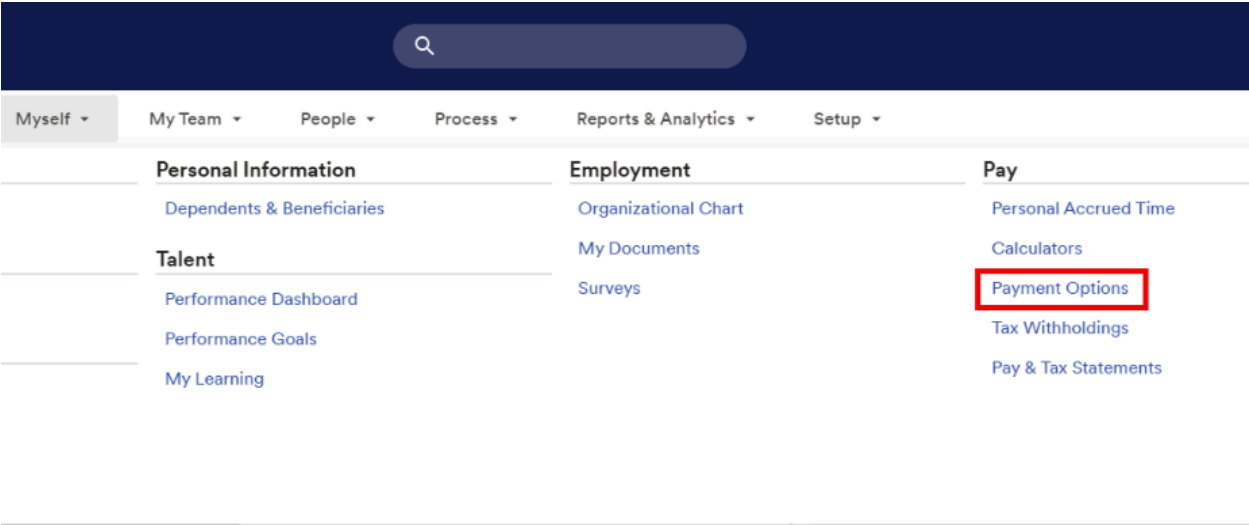 Myself My Team People Process Reports & Analytics Setup
Personal Information
Dependents & Beneficiaries
Talent
Performance Dashboard
Performance Goals
My Learning
Employment
Organizational Chart
My Documents
Surveys
Pay
Personal Accrued Time
Calculators
Payment Options
Tax Withholdings
Pay & Tax Statements